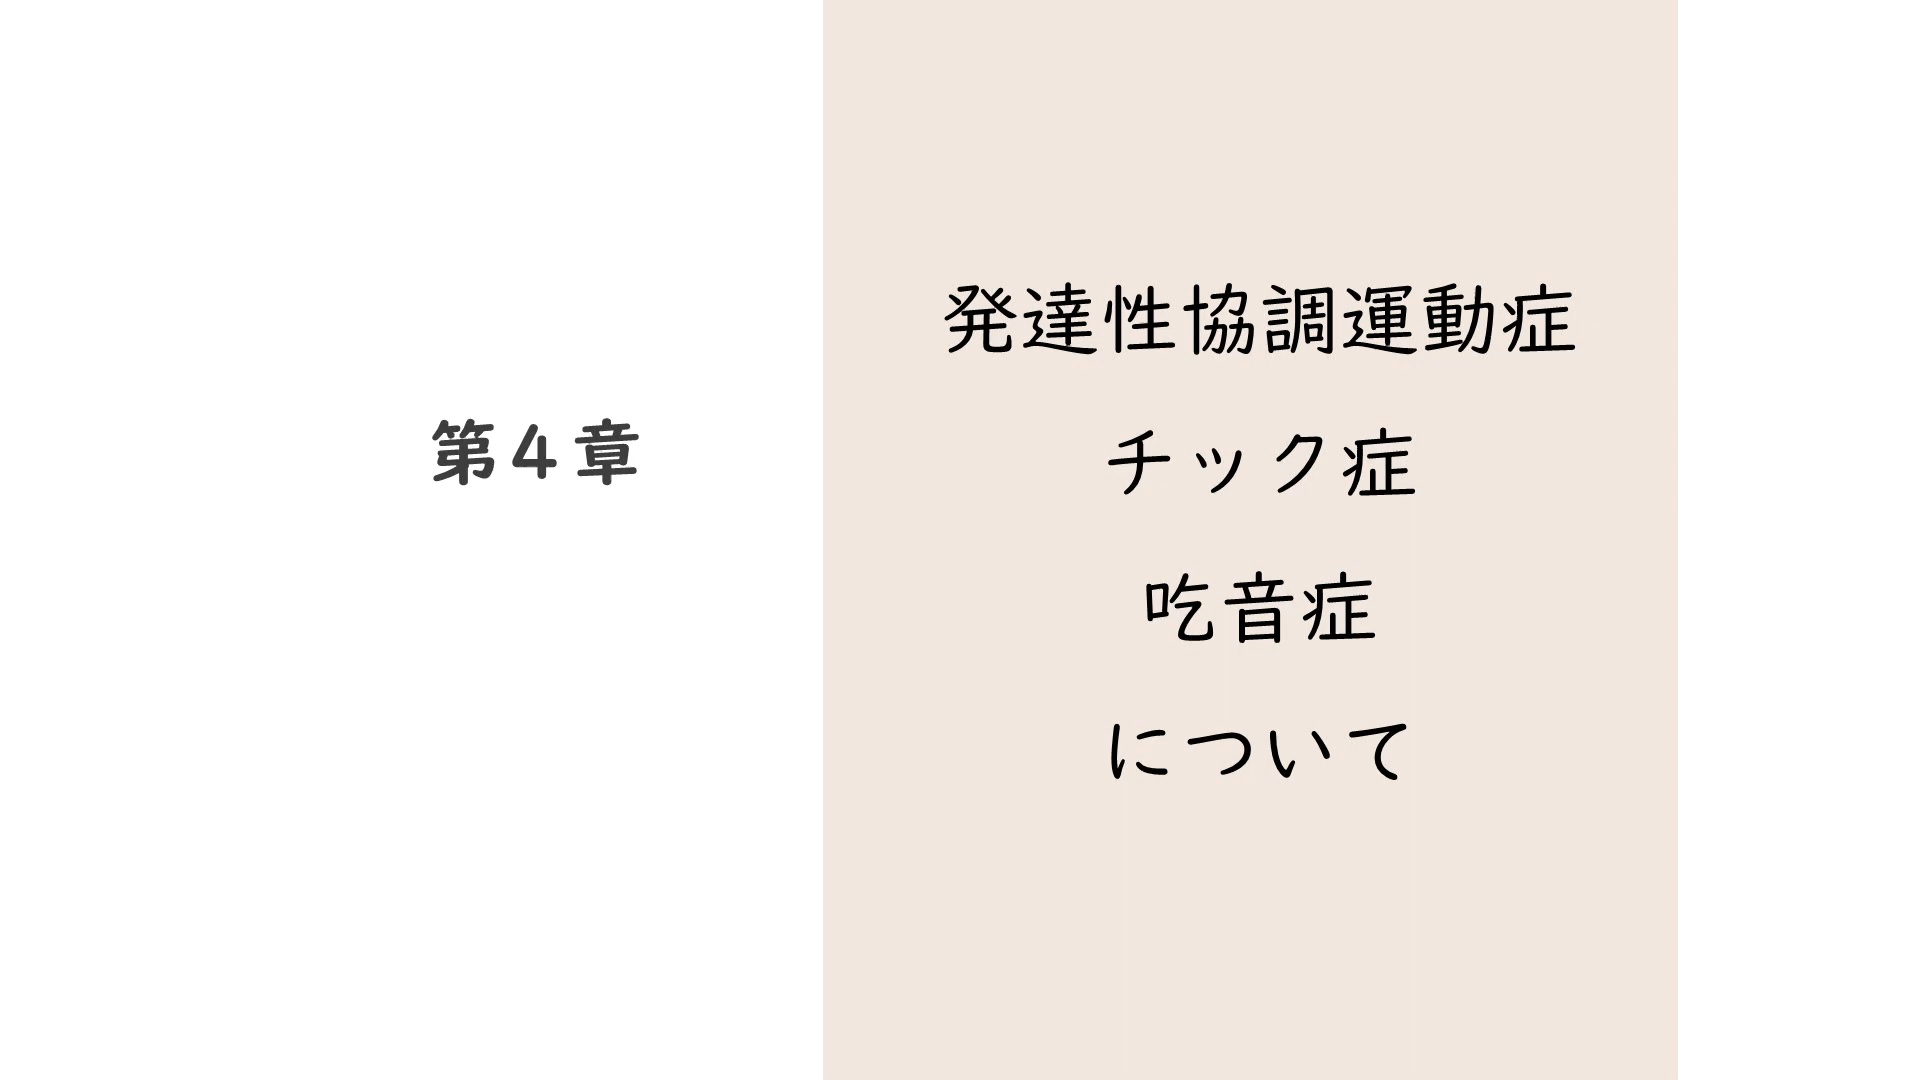 第４章
発達性協調運動症
チック症
吃音症
について